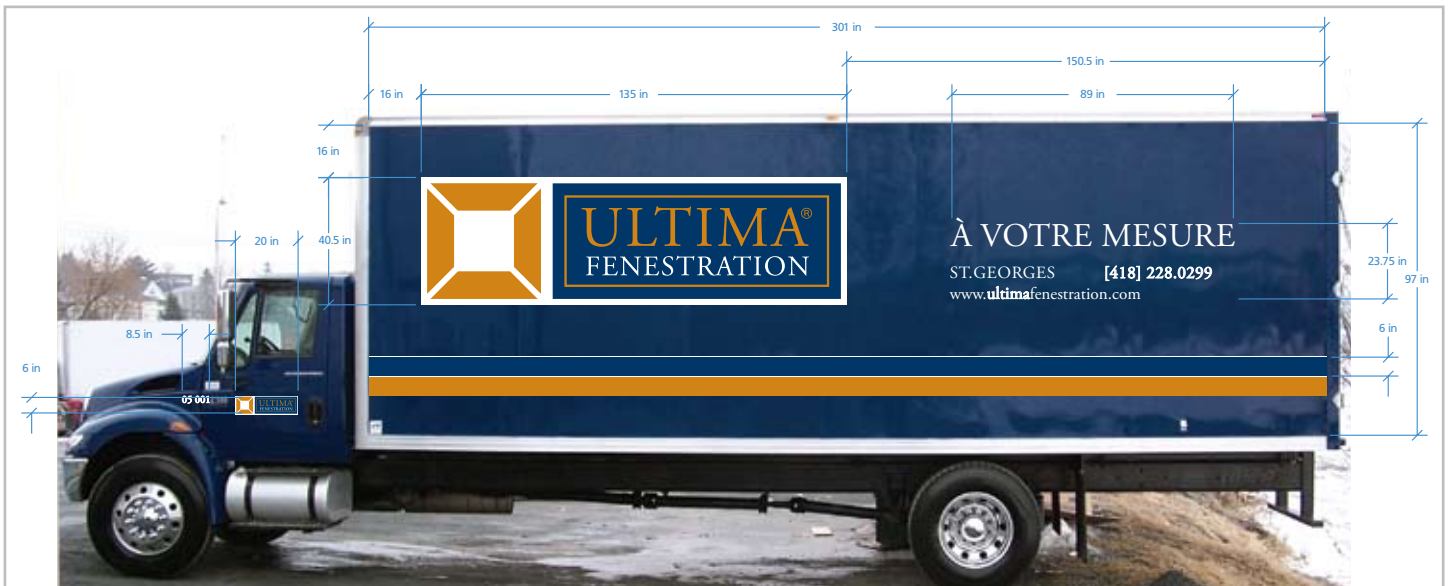 301 in
150.5 in
16 in
135 in
89 in
16 in
20 in
40.5 in
ULTIMA®
FENESTRATION
À VOTRE MESURE
ST.GEORGES [418] 228.0299
www.ultimafenestration.com
23.75 in
97 in
8.5 in
6 in
6 in
05 001
ULTIMA
FENESTRATION